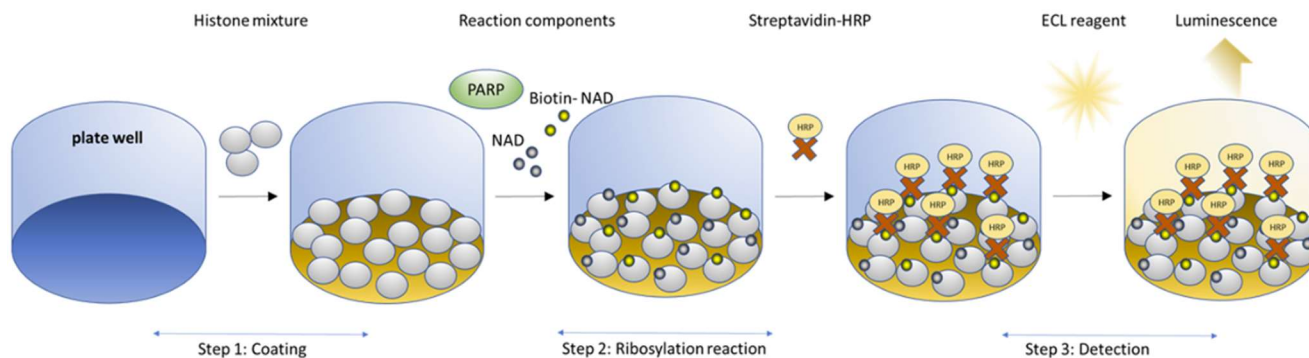 Histone mixture
Reaction components
Streptavidin-HRP
ECL reagent
Luminescence
plate well
PARP
Biotin- NAD
NAD
HRP
HRP
HRP
HRP
HRP
HRP
HRP
HRP
HRP
HRP
HRP
HRP
HRP
Step 1: Coating
Step 2: Ribosylation reaction
Step 3: Detection